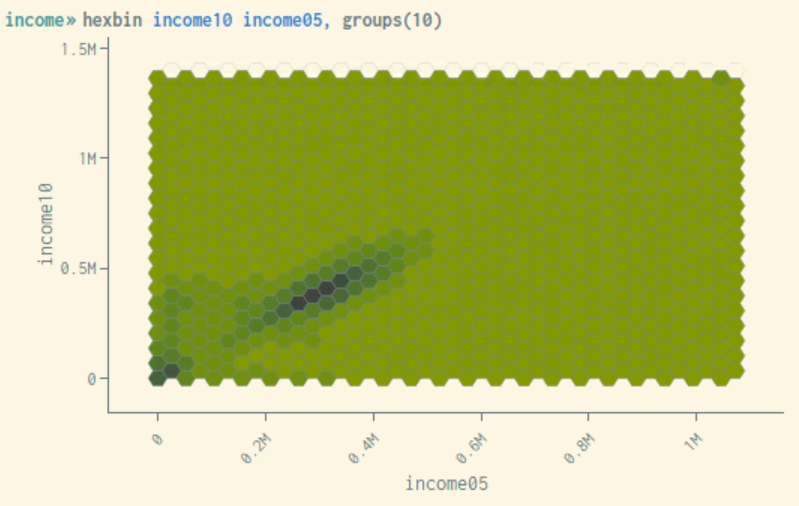 income» hexbin income10 income05, groups(10)
1.5M
1M
0.5M
0
income10
0 0.2M 0.4M 0.6M 0.8M 1M
income05